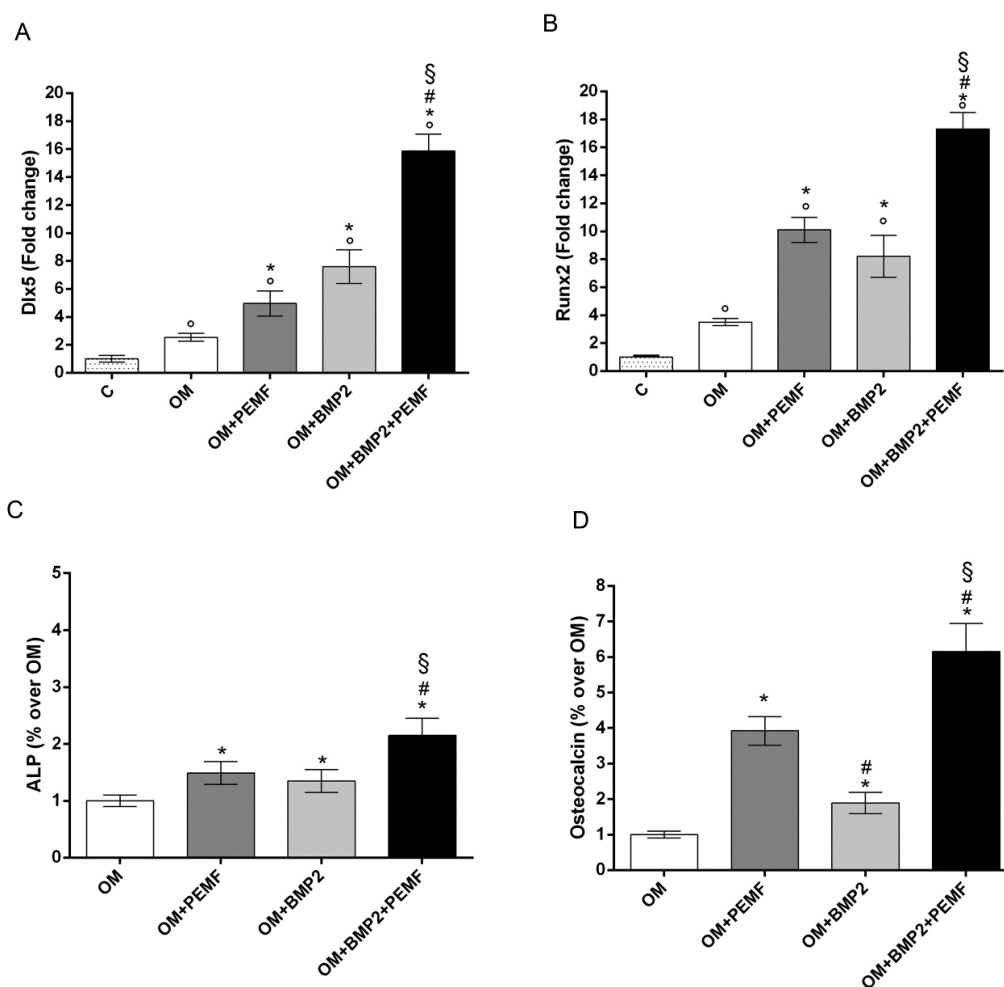 A
Dlx5 (Fold change)
20
18
16
14
12
10
8
6
4
2
0
°
° *
° *
§
#
*
°
C
OM
OM+PEMF
OM+BMP2
OM+BMP2+PEMF
B
Runx2 (Fold change)
20
18
16
14
12
10
8
6
4
2
0
°
*
°
*
°
§
#
*
°
C
OM
OM+PEMF
OM+BMP2
OM+BMP2+PEMF
C
ALP (% over OM)
5
4
3
2
1
0
*
*
§
#
*
OM
OM+PEMF
OM+BMP2
OM+BMP2+PEMF
D
Osteocalcin (% over OM)
8
7
6
5
4
3
2
1
0
*
#
*
§
#
*
OM
OM+PEMF
OM+BMP2
OM+BMP2+PEMF